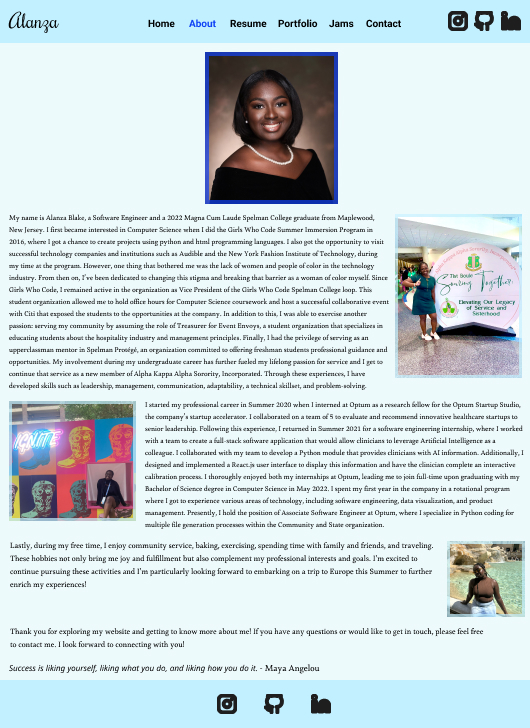 Alanza
Home About Resume Portfolio Jams Contact
My name is Alanza Blake, a Software Engineer and a 2022 Magna Cum Laude Spelman College graduate from Maplewood,
New Jersey. I first became interested in Computer Science when I did the Girls Who Code Summer Immersion Program in
2016, where I got a chance to create projects using python and html programming languages. I also got the opportunity to visit
successful technology companies and institutions such as Audible and the New York Fashion Institute of Technology, during
my time at the program. However, one thing that bothered me was the lack of women and people of color in the technology
industry. From then on, I've been dedicated to changing this stigma and breaking that barrier as a woman of color myself. Since
Girls Who Code, I remained active in the organization as Vice President of the Girls Who Code Spelman College loop. This
student organization allowed me to hold office hours for Computer Science coursework and host a successful collaborative event
with Citi that exposed the students to the opportunities at the company. In addition to this, I was able to exercise another
passion: serving my community by assuming the role of Treasurer for Event Envoys, a student organization that specializes in
educating students about the hospitality industry and management principles. Finally, I had the privilege of serving as an
upperclassman mentor in Spelman Protégé, an organization committed to offering freshman students professional guidance and
opportunities. My involvement during my undergraduate career has further fueled my lifelong passion for service and I get to
continue that service as a new member of Alpha Kappa Alpha Sorority, Incorporated. Through these experiences, I have
developed skills such as leadership, management, communication, adaptability, a technical skillset, and problem-solving.
The Soule
Soaring Together:
Elevating Our Legacy
of Service and
Sisterhood
I started my professional career in Summer 2020 when I interned at Optum as a research fellow for the Optum Startup Studio,
the company's startup accelerator. I collaborated on a team of 5 to evaluate and recommend innovative healthcare startups to
senior leadership. Following this experience, I returned in Summer 2021 for a software engineering internship, where I worked
with a team to create a full-stack software application that would allow clinicians to leverage Artificial Intelligence as a
colleague. I collaborated with my team to develop a Python module that provides clinicians with AI information. Additionally, I
designed and implemented a React.js user interface to display this information and have the clinician complete an interactive
calibration process. I thoroughly enjoyed both my internships at Optum, leading me to join full-time upon graduating with my
Bachelor of Science degree in Computer Science in May 2022. I spent my first year in the company in a rotational program
where I got to experience various areas of technology, including software engineering, data visualization, and product
management. Presently, I hold the position of Associate Software Engineer at Optum, where I specialize in Python coding for
multiple file generation processes within the Community and State organization.
Lastly, during my free time, I enjoy community service, baking, exercising, spending time with family and friends, and traveling.
These hobbies not only bring me joy and fulfillment but also complement my professional interests and goals. I'm excited to
continue pursuing these activities and I'm particularly looking forward to embarking on a trip to Europe this Summer to further
enrich my experiences!
Thank you for exploring my website and getting to know more about me! If you have any questions or would like to get in touch, please feel free
to contact me. I look forward to connecting with you!
Success is liking yourself, liking what you do, and liking how you do it. - Maya Angelou